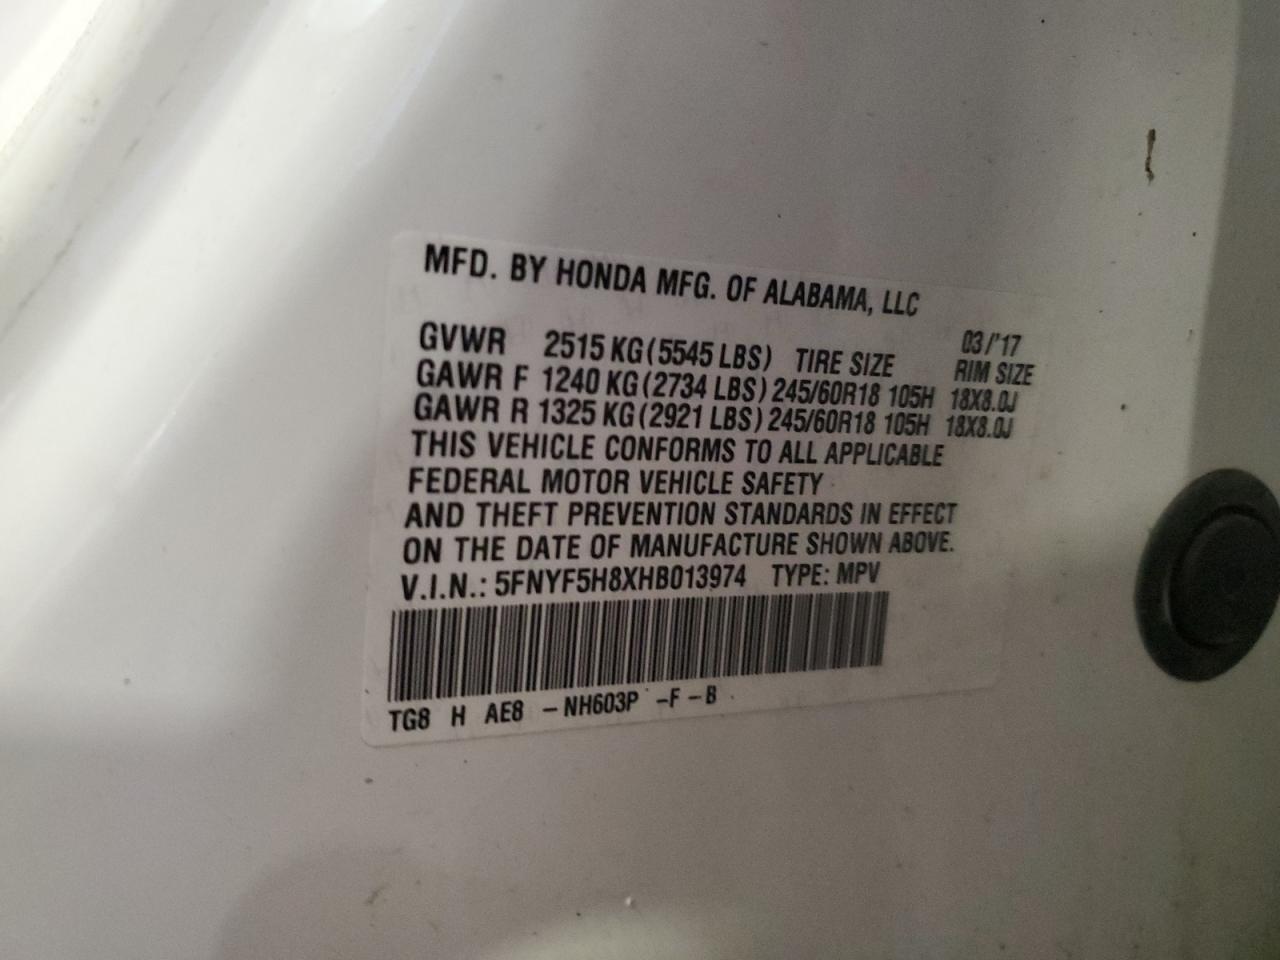 MFD. BY HONDA MFG. OF ALABAMA, LLC
03/'17
GVWR 2515 KG (5545 LBS) TIRE SIZE RIM SIZE
GAWR F 1240 KG (2734 LBS) 245/60R18 105H 18X8.0J
GAWR R 1325 KG (2921 LBS) 245/60R18 105H 18X8.0J
THIS VEHICLE CONFORMS TO ALL APPLICABLE
FEDERAL MOTOR VEHICLE SAFETY
AND THEFT PREVENTION STANDARDS IN EFFECT
ON THE DATE OF MANUFACTURE SHOWN ABOVE.
V.I.N.: 5FNYF5H8XHB013974 TYPE: MPV
TG8 H AE8 -NH603P -F-B